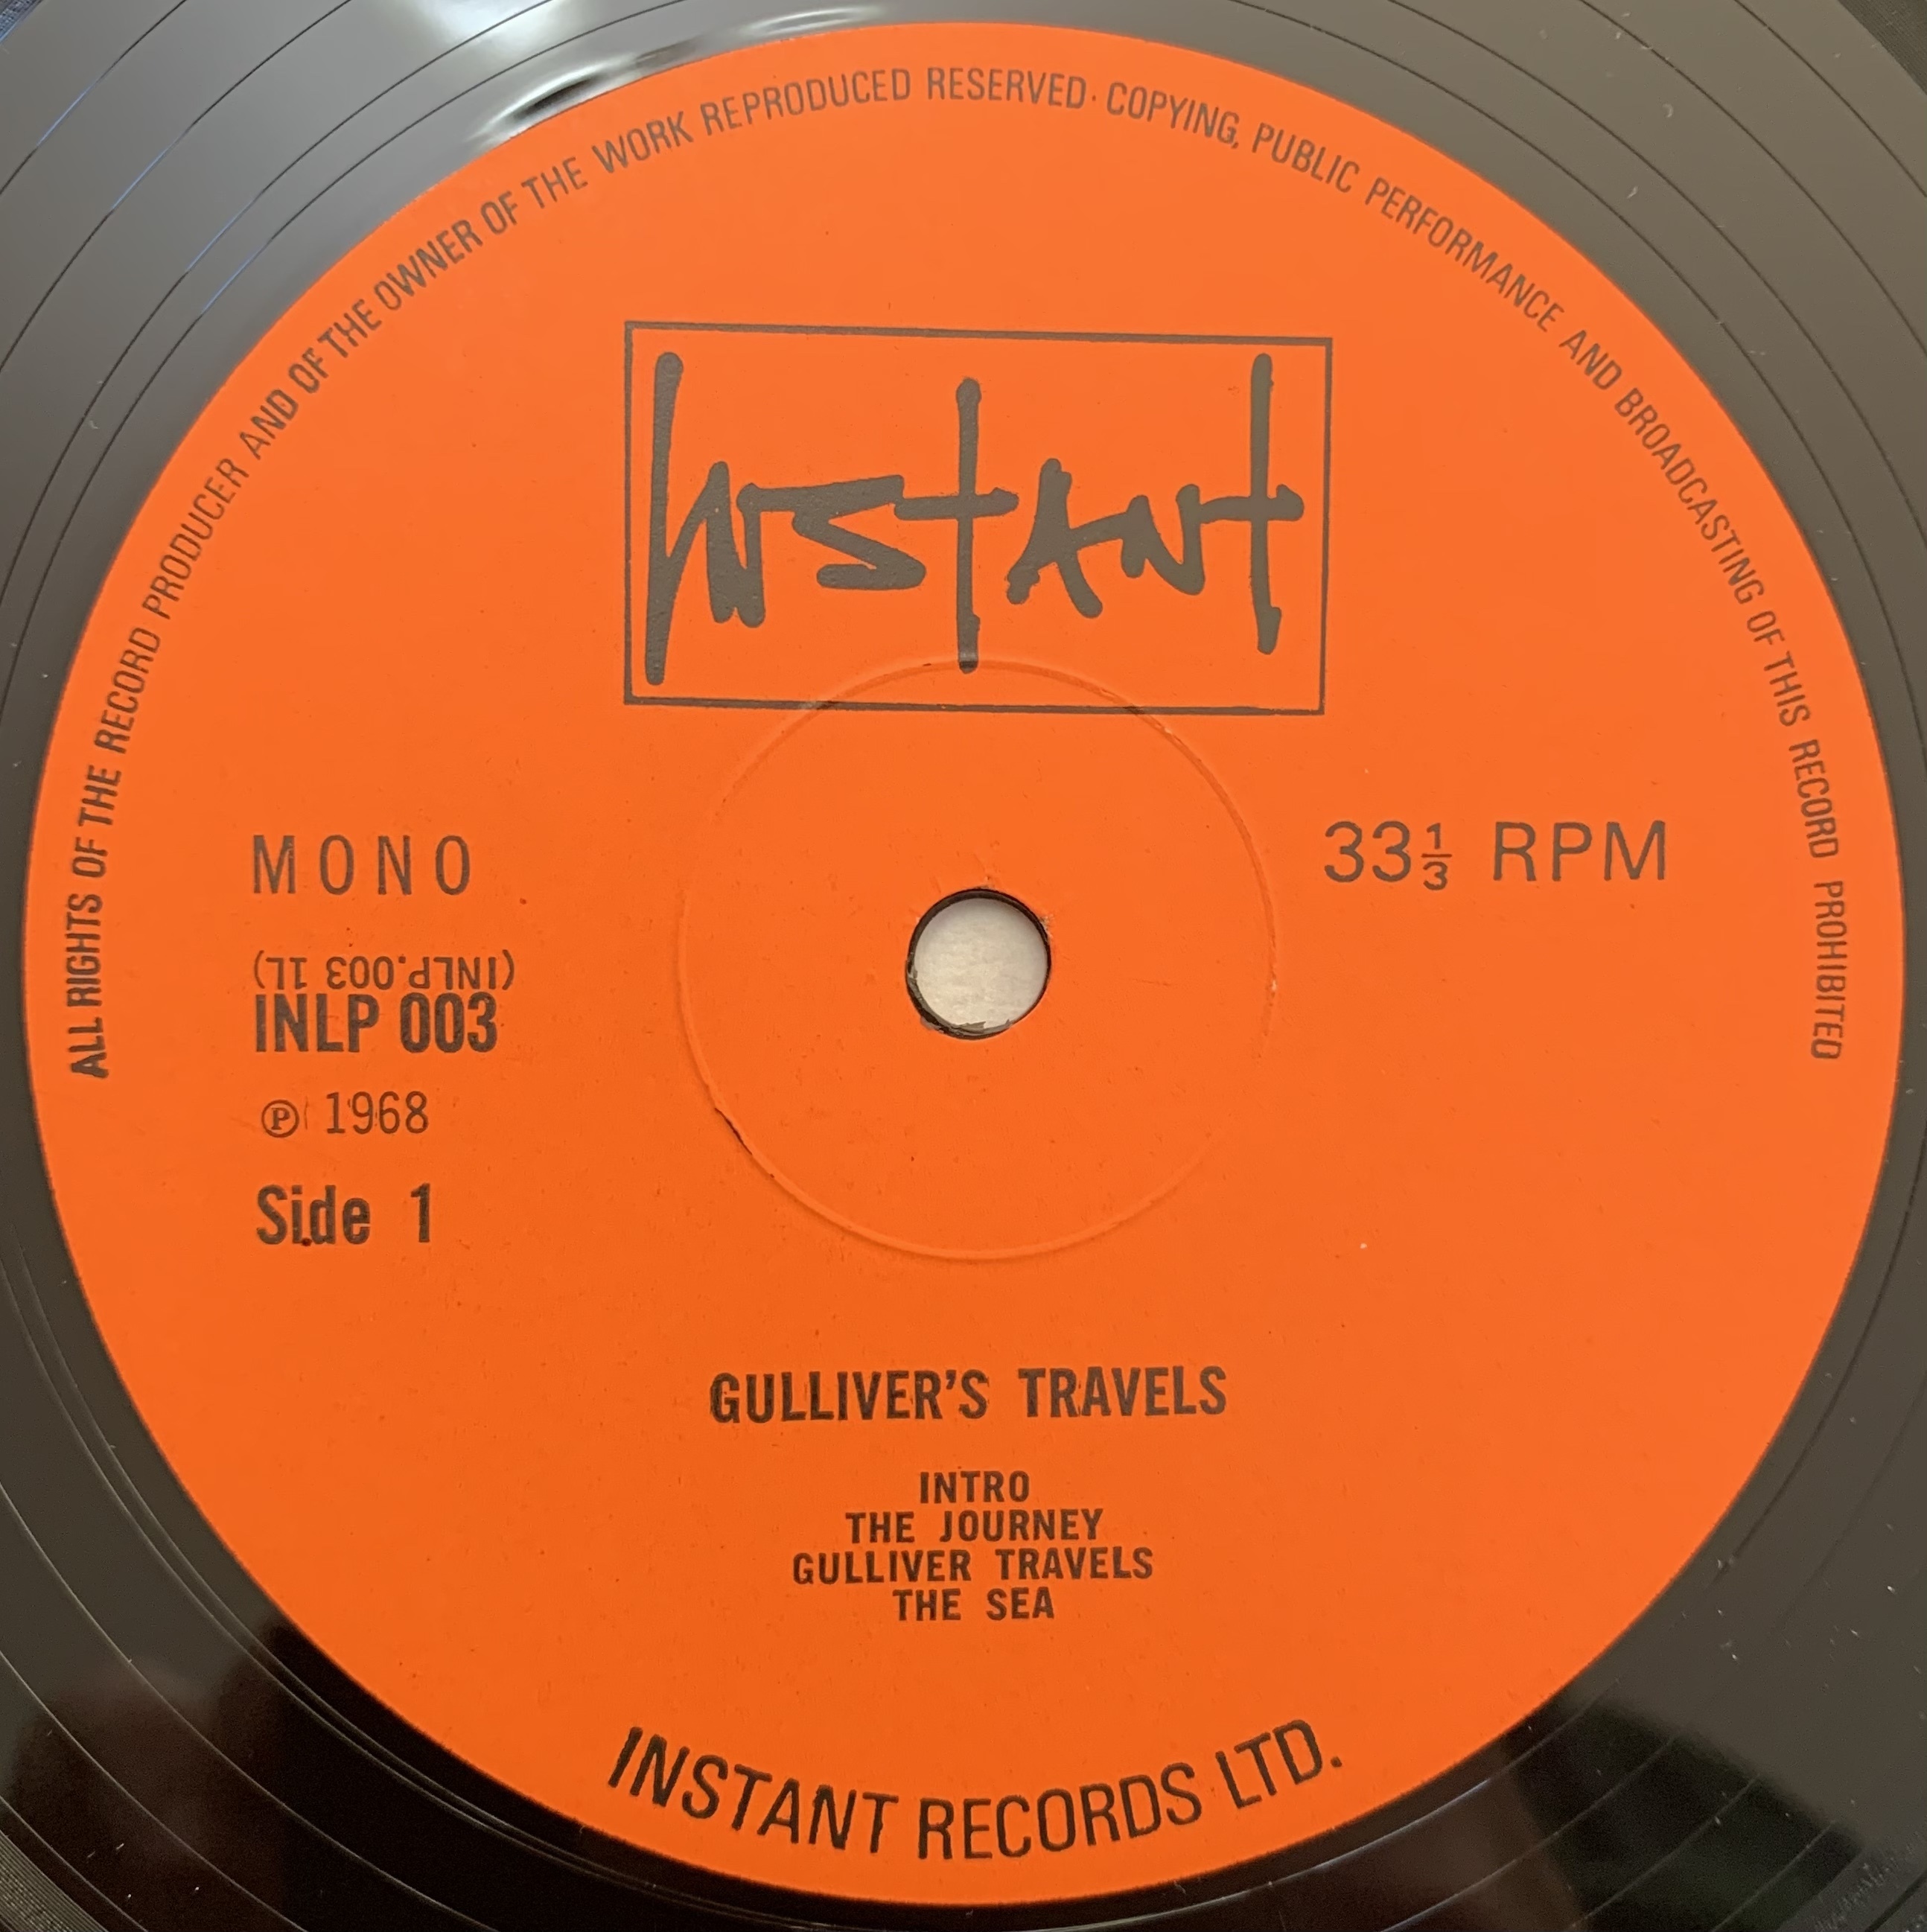 ALL RIGHTS OF THE RECORD PRODUCER AND OF THE OWNER OF THE WORK REPRODUCED RESERVED· COPYING, PUBLIC PERFORMANCE AND BROADCASTING OF THIS RECORD PROHIBITED
INSTANT
MONO
33⅓ RPM
(INLP.003 1L)
INLP 003
℗ 1968
Side 1
GULLIVER'S TRAVELS
INTRO
THE JOURNEY
GULLIVER TRAVELS
THE SEA
INSTANT RECORDS LTD.